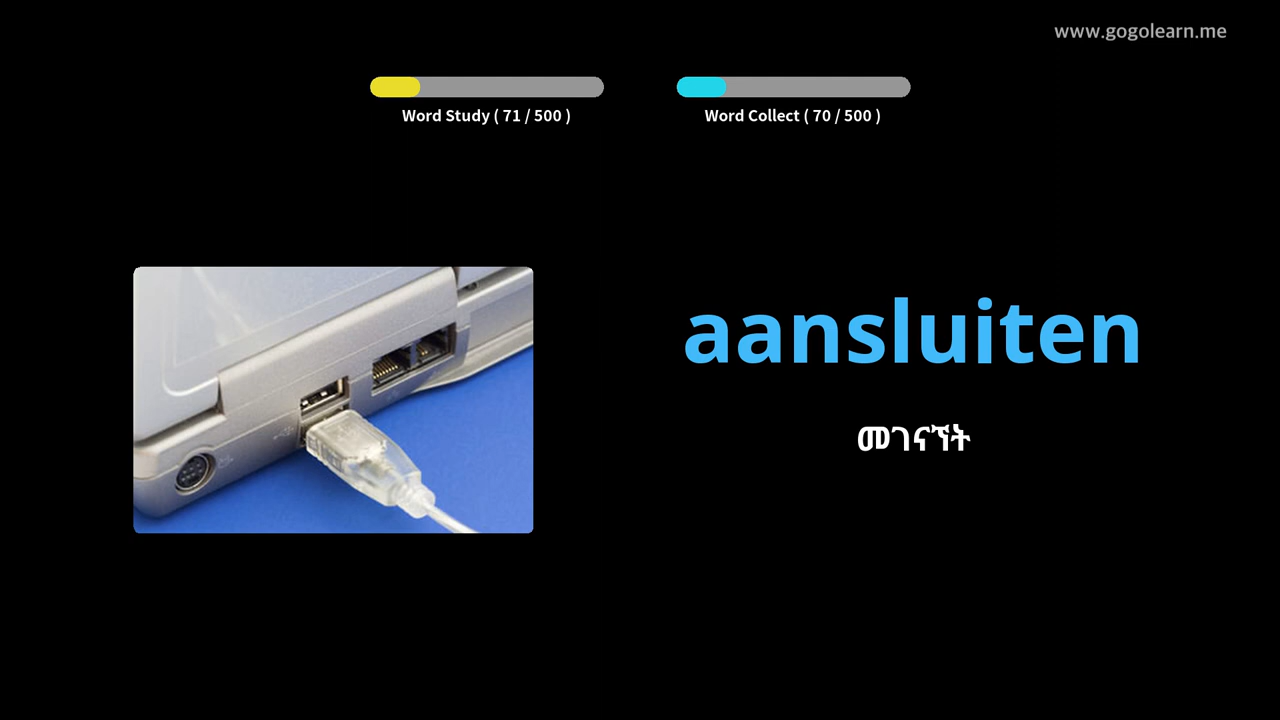 www.gogolearn.me
Word Study ( 71 / 500 )
Word Collect ( 70 / 500 )
aansluiten
መገናኘት